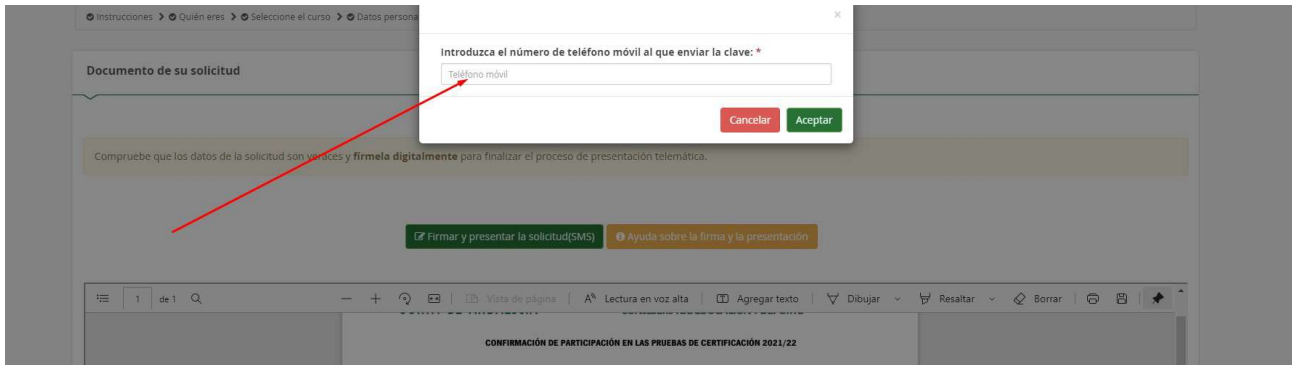 Instrucciones > Quién eres > Seleccione el curso > Datos persona
×
Introduzca el número de teléfono móvil al que enviar la clave: *
Teléfono móvil
Cancelar Aceptar
Documento de su solicitud
Compruebe que los datos de la solicitud son veraces y fírmela digitalmente para finalizar el proceso de presentación telemática.
Firmar y presentar la solicitud(SMS) Ayuda sobre la firma y la presentación
1 de 1 Vista de página Lectura en voz alta Agregar texto Dibujar Resaltar Borrar
CONFIRMACIÓN DE PARTICIPACIÓN EN LAS PRUEBAS DE CERTIFICACIÓN 2021/22